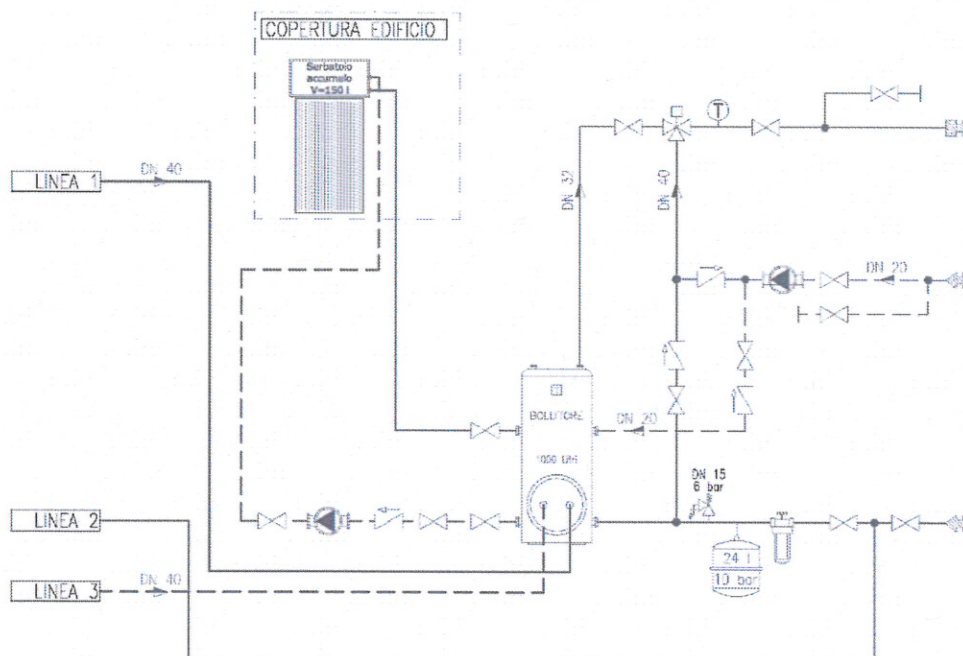 COPERTURA EDIFICIO
Serbatoio
accumulo
V=150 l
T
DN 40
LINEA 1
DN 32
DN 40
DN 20
BOLLITORE
DN 20
1000 litri
DN 15
6 bar
LINEA 2
24 l
10 bar
LINEA 3
DN 40